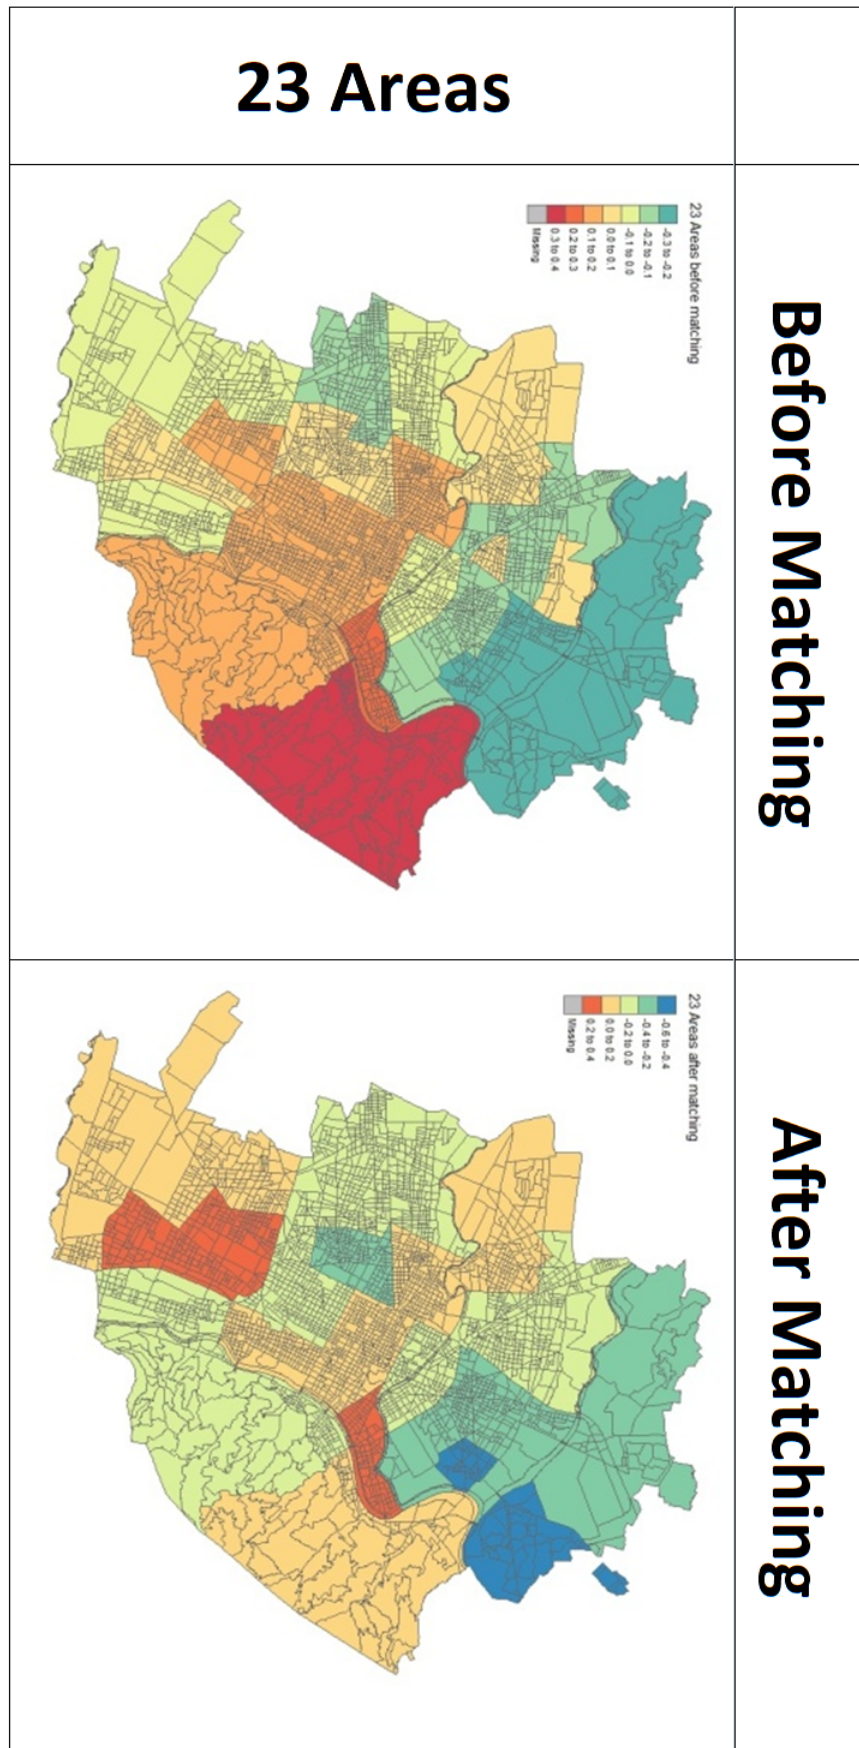 23 Areas
Before Matching
23 Areas before matching
-0.3 to -0.2
-0.2 to -0.1
-0.1 to 0.0
0.0 to 0.1
0.1 to 0.2
0.2 to 0.3
0.3 to 0.4
Missing
After Matching
23 Areas after matching
-0.6 to -0.4
-0.4 to -0.2
-0.2 to 0.0
0.0 to 0.2
0.2 to 0.4
Missing